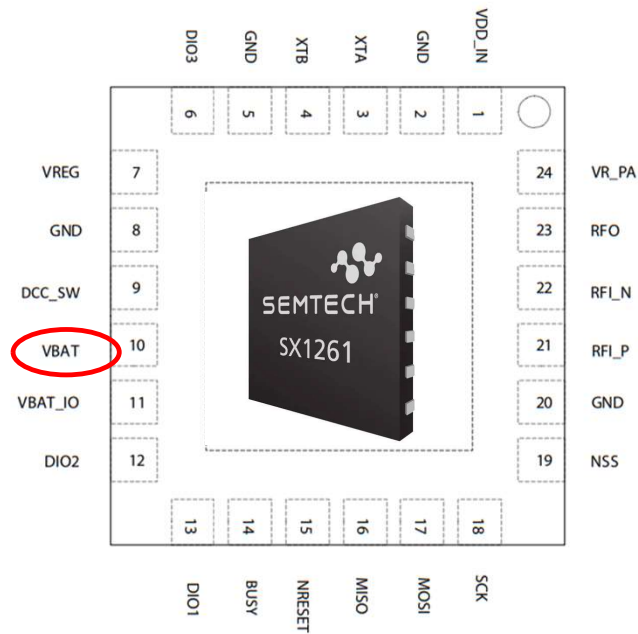 DIO3 GND XTB XTA GND VDD_IN
6 5 4 3 2 1
VREG 7 24 VR_PA
GND 8 23 RFO
DCC_SW 9 22 RFI_N
SEMTECH®
SX1261
VBAT 10 21 RFI_P
VBAT_IO 11 20 GND
DIO2 12 19 NSS
13 14 15 16 17 18
DIO1 BUSY NRESET MISO MOSI SCK